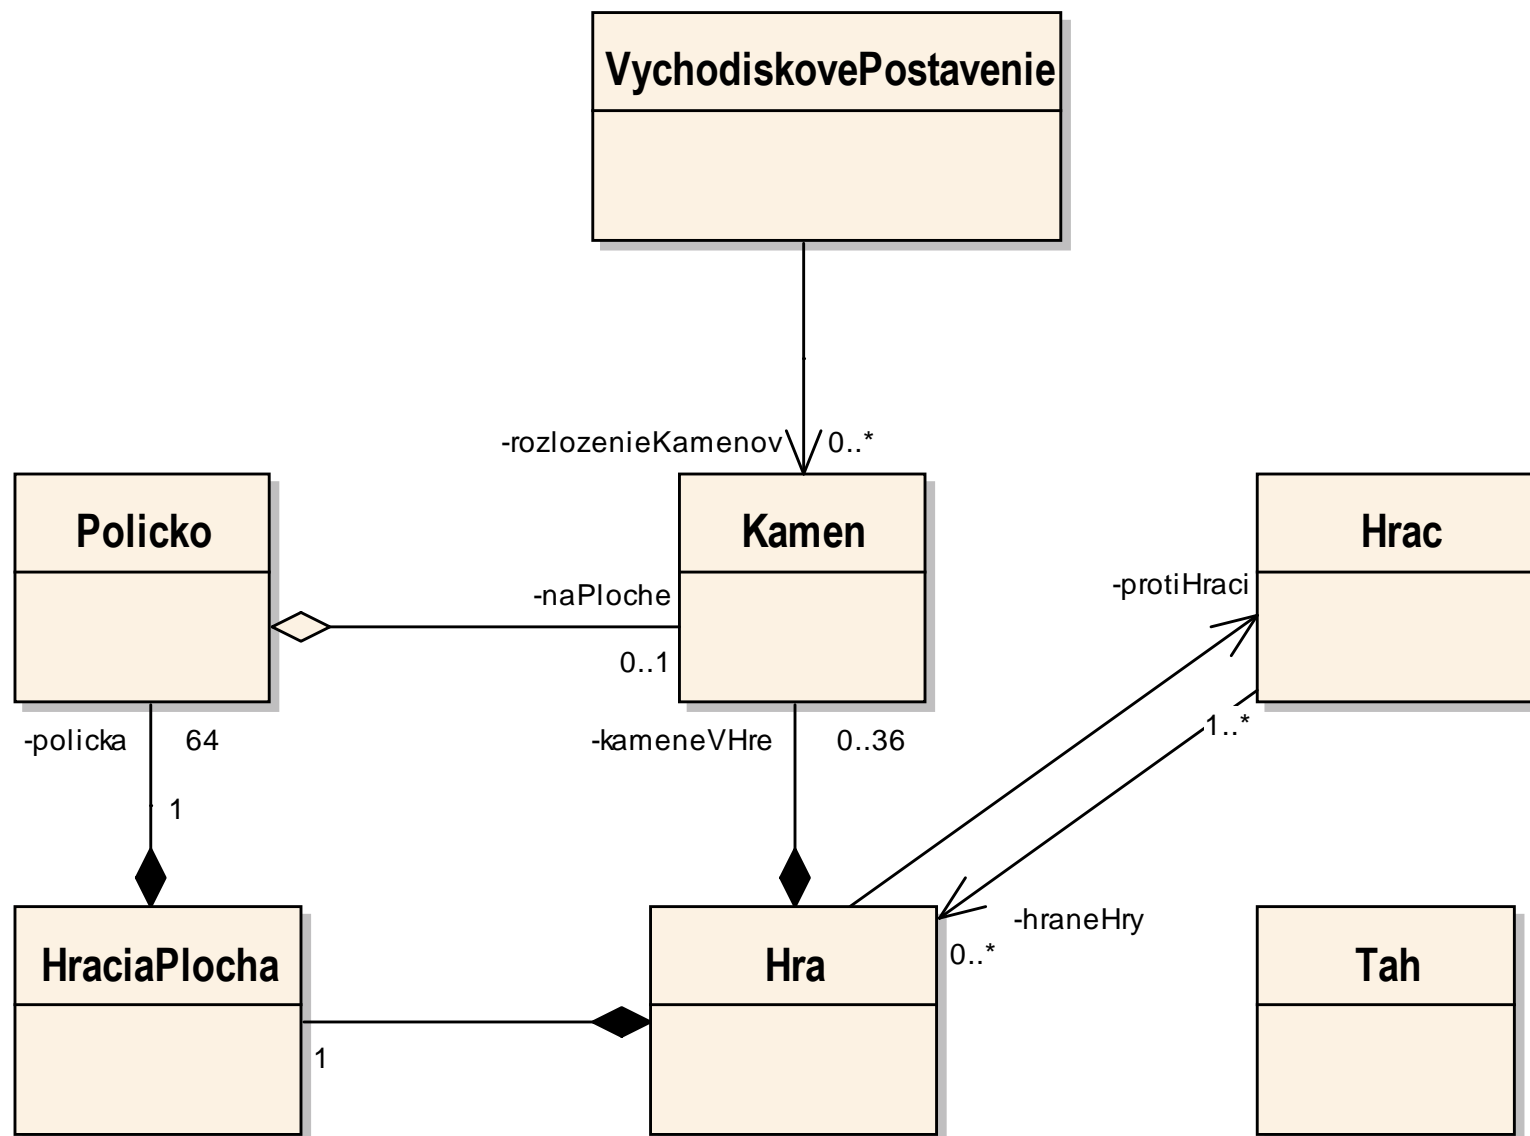 VychodiskovePostavenie
-rozlozenieKamenov 0..*
Policko
Kamen
Hrac
-naPloche
0..1
-protiHraci
1..*
-policka 64
1
-kameneVHre 0..36
-hraneHry
0..*
HraciaPlocha
Hra
Tah
1